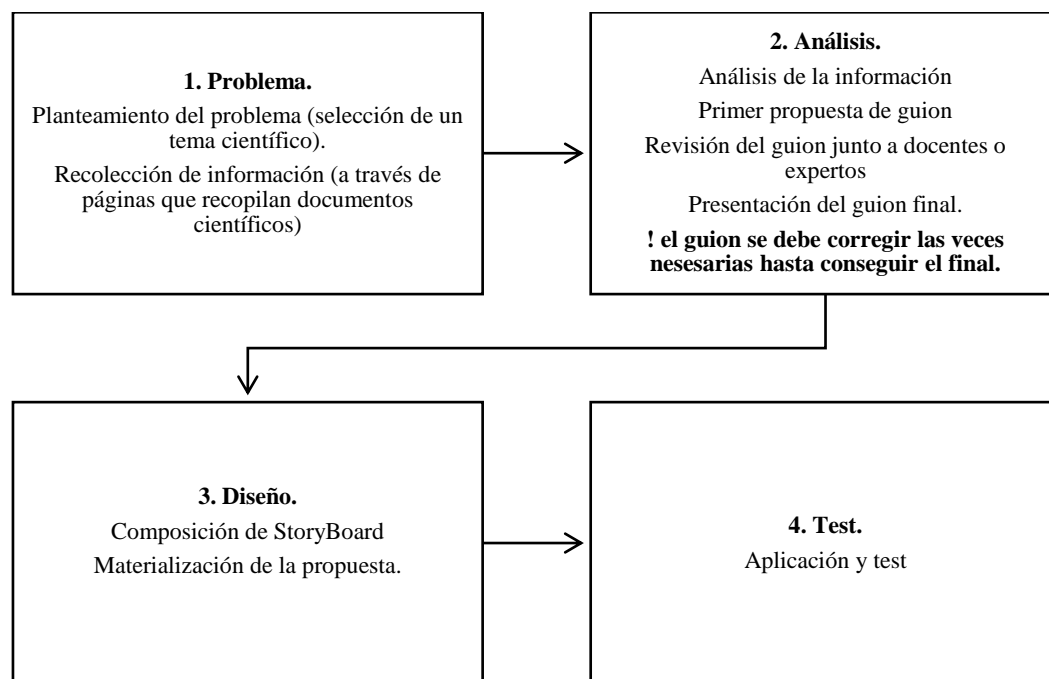 1. Problema.
Planteamiento del problema (selección de un
tema científico).
Recolección de información (a través de
páginas que recopilan documentos
científicos)
2. Análisis.
Análisis de la información
Primer propuesta de guion
Revisión del guion junto a docentes o
expertos
Presentación del guion final.
! el guion se debe corregir las veces
nesesarias hasta conseguir el final.
3. Diseño.
Composición de StoryBoard
Materialización de la propuesta.
4. Test.
Aplicación y test